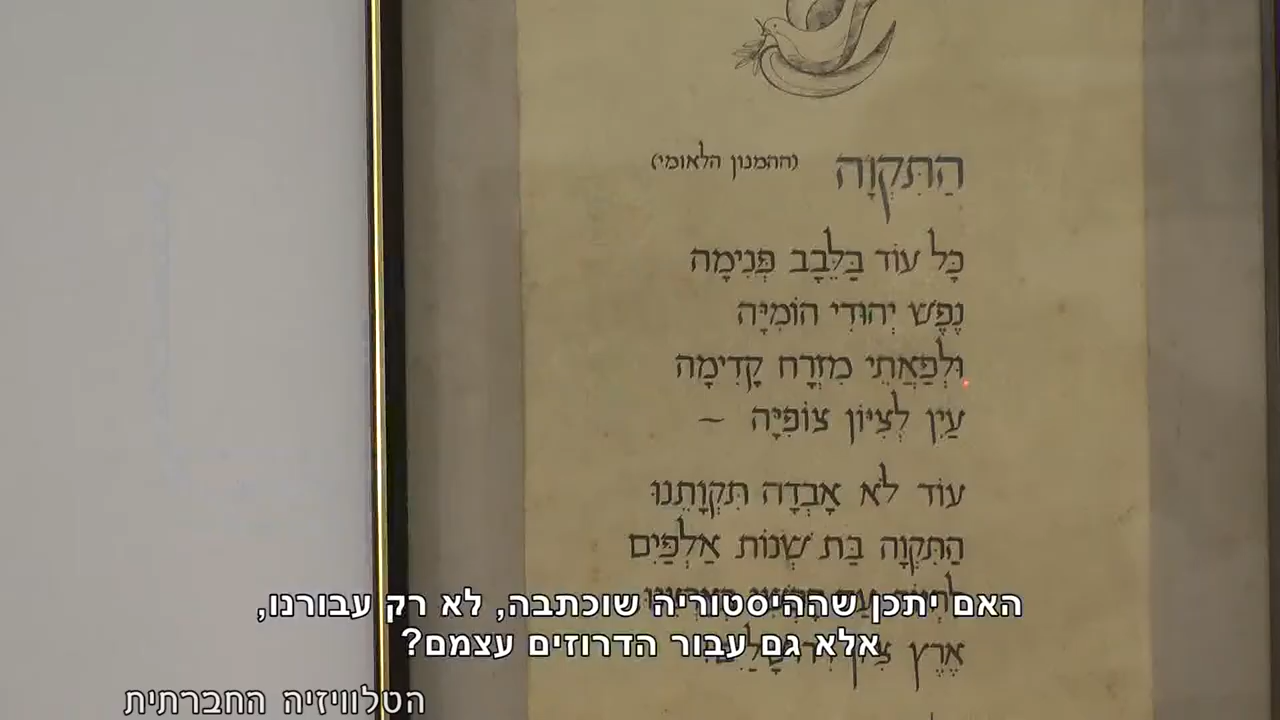 הַתִּקְוָה (ההמנון הלאומי)
כָּל עוֹד בַּלֵּבָב פְּנִימָה
נֶפֶשׁ יְהוּדִי הוֹמִיָּה
וּלְפַאֲתֵי מִזְרָח קָדִימָה
עַיִן לְצִיּוֹן צוֹפִיָּה –
עוֹד לֹא אָבְדָה תִּקְוָתֵנוּ
הַתִּקְוָה בַּת שְׁנוֹת אַלְפַּיִם
אֶרֶץ
האם יתכן שההיסטוריה שוכתבה, לא רק עבורנו,
אלא גם עבור הדרוזים עצמם?
הטלוויזיה החברתית